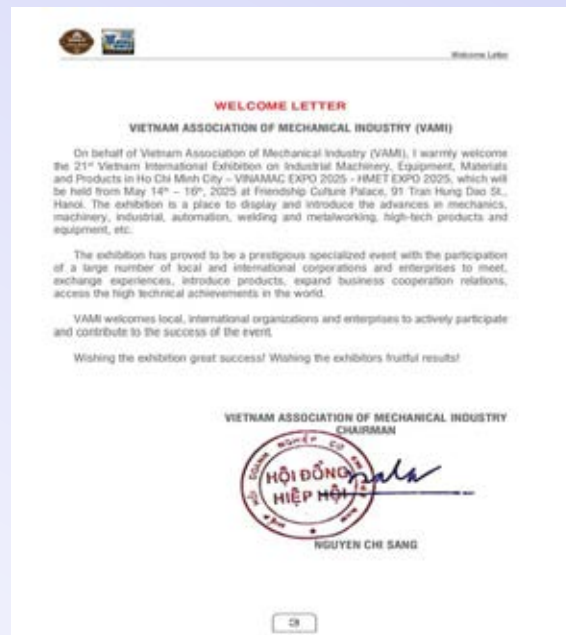 Welcome Letter
WELCOME LETTER
VIETNAM ASSOCIATION OF MECHANICAL INDUSTRY (VAMI)
On behalf of Vietnam Association of Mechanical Industry (VAMI), I warmly welcome
the 21st Vietnam International Exhibition on Industrial Machinery, Equipment, Materials
and Products in Ho Chi Minh City – VINAMAC EXPO 2025 - HMET EXPO 2025, which will
be held from May 14th – 16th, 2025 at Friendship Culture Palace, 91 Tran Hung Dao St.,
Hanoi. The exhibition is a place to display and introduce the advances in mechanics,
machinery, industrial, automation, welding and metalworking, high-tech products and
equipment, etc.
The exhibition has proved to be a prestigious specialized event with the participation
of a large number of local and international corporations and enterprises to meet,
exchange experiences, introduce products, expand business cooperation relations,
access the high technical achievements in the world.
VAMI welcomes local, international organizations and enterprises to actively participate
and contribute to the success of the event.
Wishing the exhibition great success! Wishing the exhibitors fruitful results!
VIETNAM ASSOCIATION OF MECHANICAL INDUSTRY
CHAIRMAN
HỘI ĐỒNG
HIỆP HỘI
NGUYEN CHI SANG
3